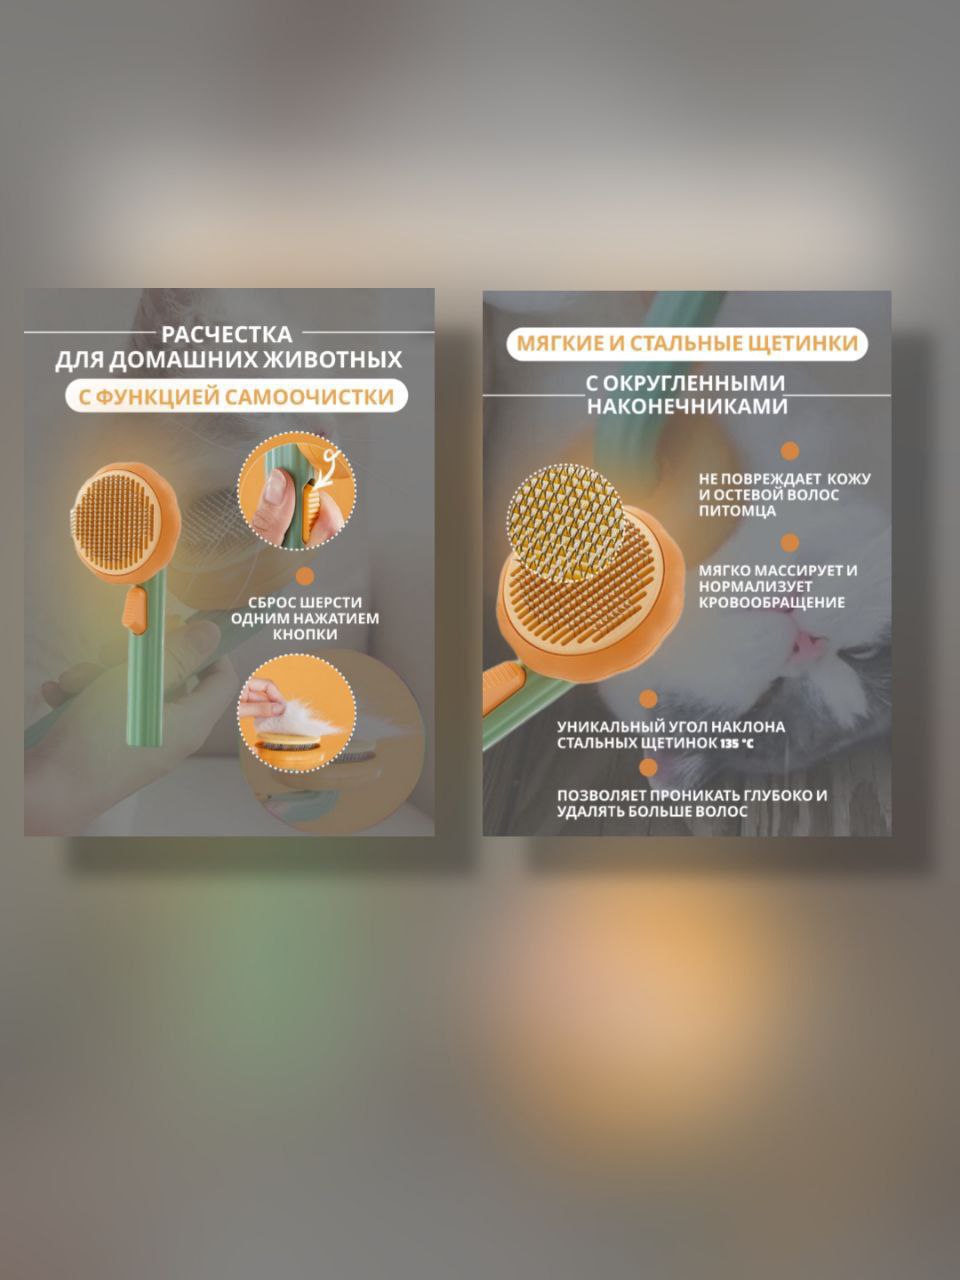 РАСЧЕСТКА
ДЛЯ ДОМАШНИХ ЖИВОТНЫХ
С ФУНКЦИЕЙ САМООЧИСТКИ
СБРОС ШЕРСТИ
ОДНИМ НАЖАТИЕМ
КНОПКИ
МЯГКИЕ И СТАЛЬНЫЕ ЩЕТИНКИ
С ОКРУГЛЕННЫМИ
НАКОНЕЧНИКАМИ
НЕ ПОВРЕЖДАЕТ КОЖУ
И ОСТЕВОЙ ВОЛОС
ПИТОМЦА
МЯГКО МАССИРУЕТ И
НОРМАЛИЗУЕТ
КРОВООБРАЩЕНИЕ
УНИКАЛЬНЫЙ УГОЛ НАКЛОНА
СТАЛЬНЫХ ЩЕТИНОК 135 °C
ПОЗВОЛЯЕТ ПРОНИКАТЬ ГЛУБОКО И
УДАЛЯТЬ БОЛЬШЕ ВОЛОС